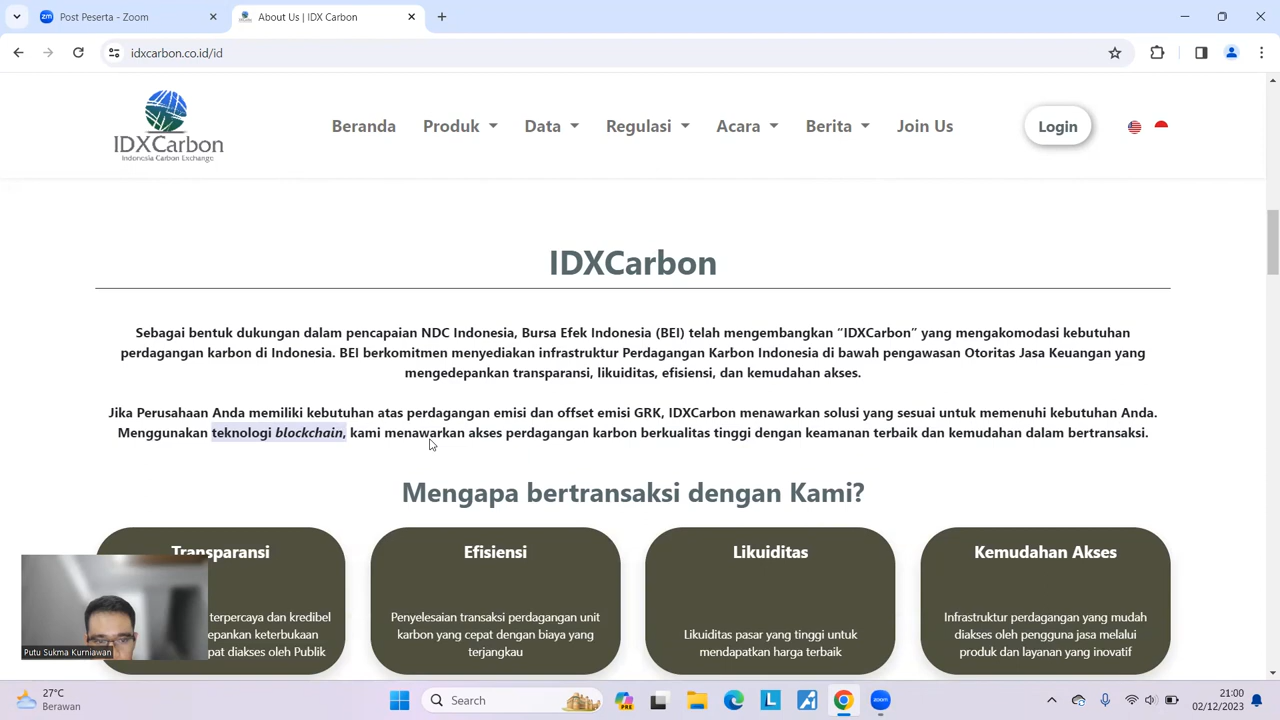 Post Peserta - Zoom
About Us | IDX Carbon
idxcarbon.co.id/id
IDXCarbon
Indonesia Carbon Exchange
Beranda
Produk
Data
Regulasi
Acara
Berita
Join Us
Login
IDXCarbon
Sebagai bentuk dukungan dalam pencapaian NDC Indonesia, Bursa Efek Indonesia (BEI) telah mengembangkan “IDXCarbon” yang mengakomodasi kebutuhan
perdagangan karbon di Indonesia. BEI berkomitmen menyediakan infrastruktur Perdagangan Karbon Indonesia di bawah pengawasan Otoritas Jasa Keuangan yang
mengedepankan transparansi, likuiditas, efisiensi, dan kemudahan akses.
Jika Perusahaan Anda memiliki kebutuhan atas perdagangan emisi dan offset emisi GRK, IDXCarbon menawarkan solusi yang sesuai untuk memenuhi kebutuhan Anda.
Menggunakan teknologi blockchain, kami menawarkan akses perdagangan karbon berkualitas tinggi dengan keamanan terbaik dan kemudahan dalam bertransaksi.
Mengapa bertransaksi dengan Kami?
Transparansi
terpercaya dan kredibel
epankan keterbukaan
pat diakses oleh Publik
Efisiensi
Penyelesaian transaksi perdagangan unit
karbon yang cepat dengan biaya yang
terjangkau
Likuiditas
Likuiditas pasar yang tinggi untuk
mendapatkan harga terbaik
Kemudahan Akses
Infrastruktur perdagangan yang mudah
diakses oleh pengguna jasa melalui
produk dan layanan yang inovatif
Putu Sukma Kurniawan
27°C
Berawan
Search
PRE
zoom
21:00
02/12/2023